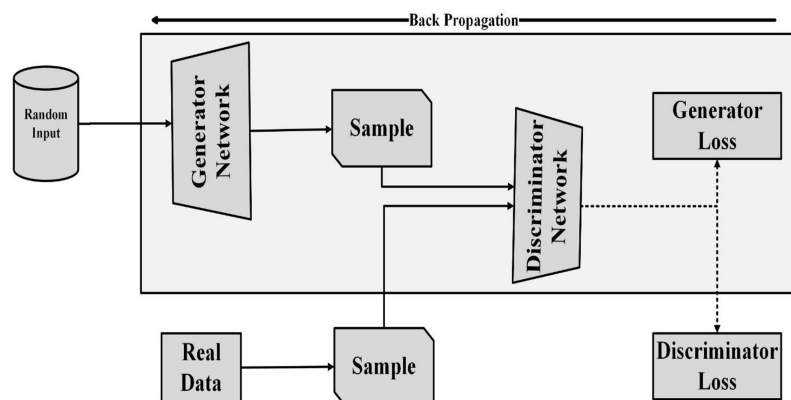 Back Propagation
Random
Input
Generator
Network
Sample
Discriminator
Network
Generator
Loss
Real
Data
Sample
Discriminator
Loss